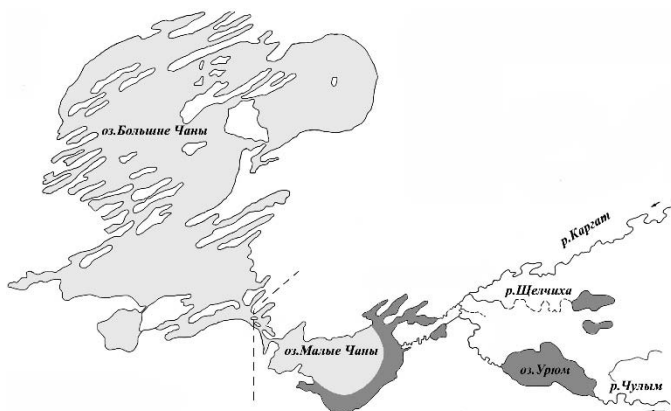 оз.Большие Чаны
р.Каргат
р.Щелчиха
оз.Малые Чаны
оз.Урюм
р.Чулым